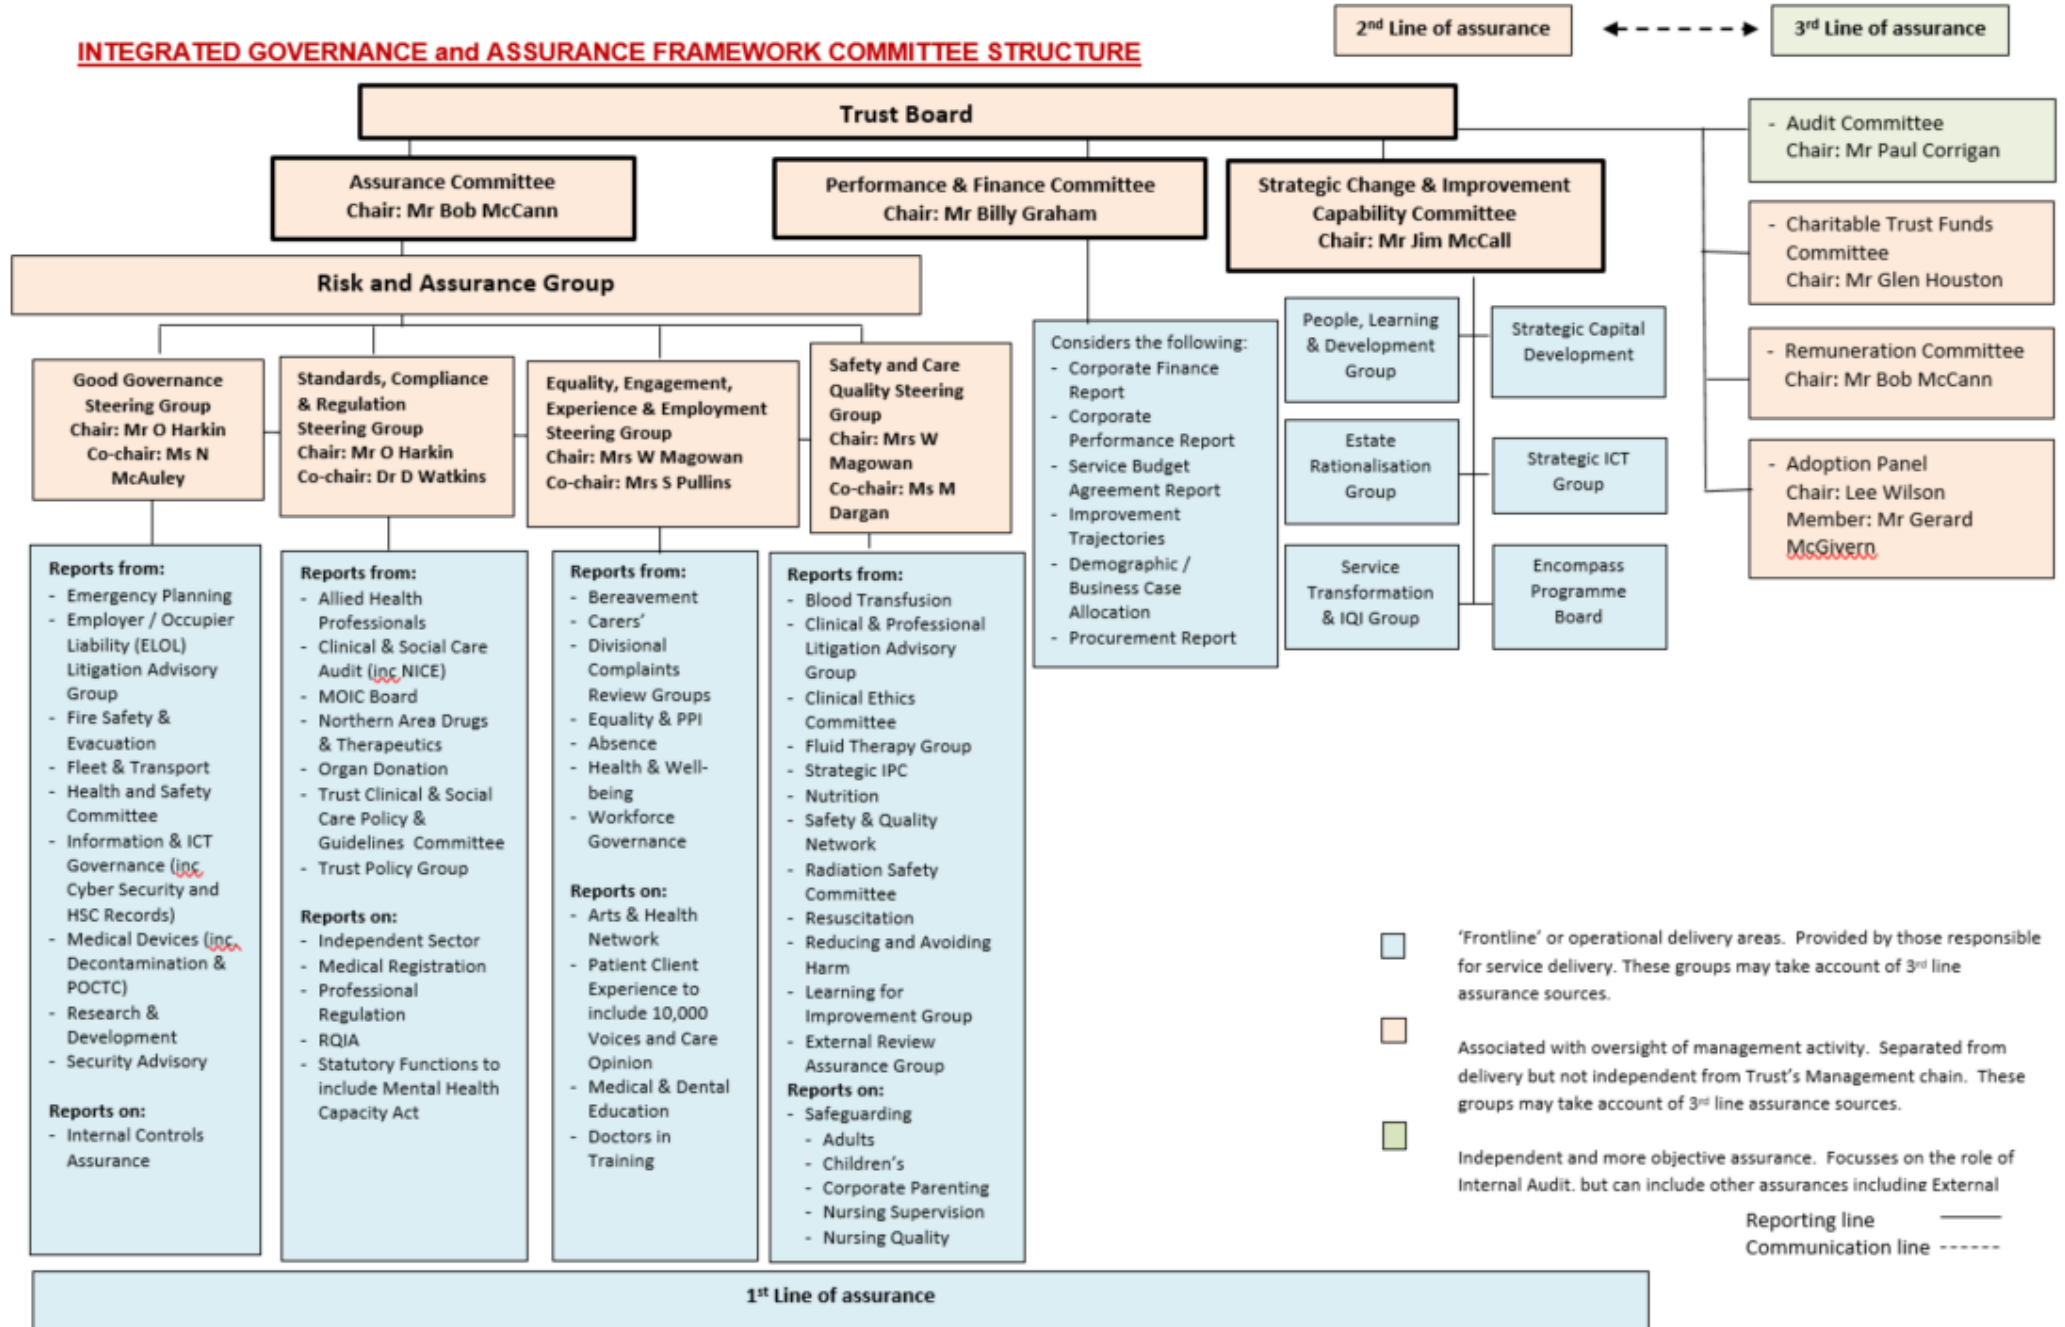 INTEGRATED GOVERNANCE and ASSURANCE FRAMEWORK COMMITTEE STRUCTURE
2nd Line of assurance
3rd Line of assurance
Trust Board
Assurance Committee
Chair: Mr Bob McCann
Performance & Finance Committee
Chair: Mr Billy Graham
Strategic Change & Improvement
Capability Committee
Chair: Mr Jim McCall
- Audit Committee
Chair: Mr Paul Corrigan
- Charitable Trust Funds
Committee
Chair: Mr Glen Houston
- Remuneration Committee
Chair: Mr Bob McCann
- Adoption Panel
Chair: Lee Wilson
Member: Mr Gerard
McGivern
Risk and Assurance Group
Good Governance
Steering Group
Chair: Mr O Harkin
Co-chair: Ms N
McAuley
Standards, Compliance
& Regulation
Steering Group
Chair: Mr O Harkin
Co-chair: Dr D Watkins
Equality, Engagement,
Experience & Employment
Steering Group
Chair: Mrs W Magowan
Co-chair: Mrs S Pullins
Safety and Care
Quality Steering
Group
Chair: Mrs W
Magowan
Co-chair: Ms M
Dargan
Considers the following:
- Corporate Finance
Report
- Corporate
Performance Report
- Service Budget
Agreement Report
- Improvement
Trajectories
- Demographic /
Business Case
Allocation
- Procurement Report
People, Learning
& Development
Group
Strategic Capital
Development
Estate
Rationalisation
Group
Strategic ICT
Group
Service
Transformation
& IQI Group
Encompass
Programme
Board
Reports from:
- Emergency Planning
- Employer / Occupier
Liability (ELOL)
Litigation Advisory
Group
- Fire Safety &
Evacuation
- Fleet & Transport
- Health and Safety
Committee
- Information & ICT
Governance (inc
Cyber Security and
HSC Records)
- Medical Devices (inc.
Decontamination &
POCTC)
- Research &
Development
- Security Advisory
Reports on:
- Internal Controls
Assurance
Reports from:
- Allied Health
Professionals
- Clinical & Social Care
Audit (inc NICE)
- MOIC Board
- Northern Area Drugs
& Therapeutics
- Organ Donation
- Trust Clinical & Social
Care Policy &
Guidelines Committee
- Trust Policy Group
Reports on:
- Independent Sector
- Medical Registration
- Professional
Regulation
- RQIA
- Statutory Functions to
include Mental Health
Capacity Act
Reports from:
- Bereavement
- Carers'
- Divisional
Complaints
Review Groups
- Equality & PPI
- Absence
- Health & Well-
being
- Workforce
Governance
Reports on:
- Arts & Health
Network
- Patient Client
Experience to
include 10,000
Voices and Care
Opinion
- Medical & Dental
Education
- Doctors in
Training
Reports from:
- Blood Transfusion
- Clinical & Professional
Litigation Advisory
Group
- Clinical Ethics
Committee
- Fluid Therapy Group
- Strategic IPC
- Nutrition
- Safety & Quality
Network
- Radiation Safety
Committee
- Resuscitation
- Reducing and Avoiding
Harm
- Learning for
Improvement Group
- External Review
Assurance Group
Reports on:
- Safeguarding
- Adults
- Children's
- Corporate Parenting
- Nursing Supervision
- Nursing Quality
'Frontline' or operational delivery areas. Provided by those responsible
for service delivery. These groups may take account of 3rd line
assurance sources.
Associated with oversight of management activity. Separated from
delivery but not independent from Trust's Management chain. These
groups may take account of 3rd line assurance sources.
Independent and more objective assurance. Focusses on the role of
Internal Audit, but can include other assurances including External
Reporting line
Communication line
1st Line of assurance